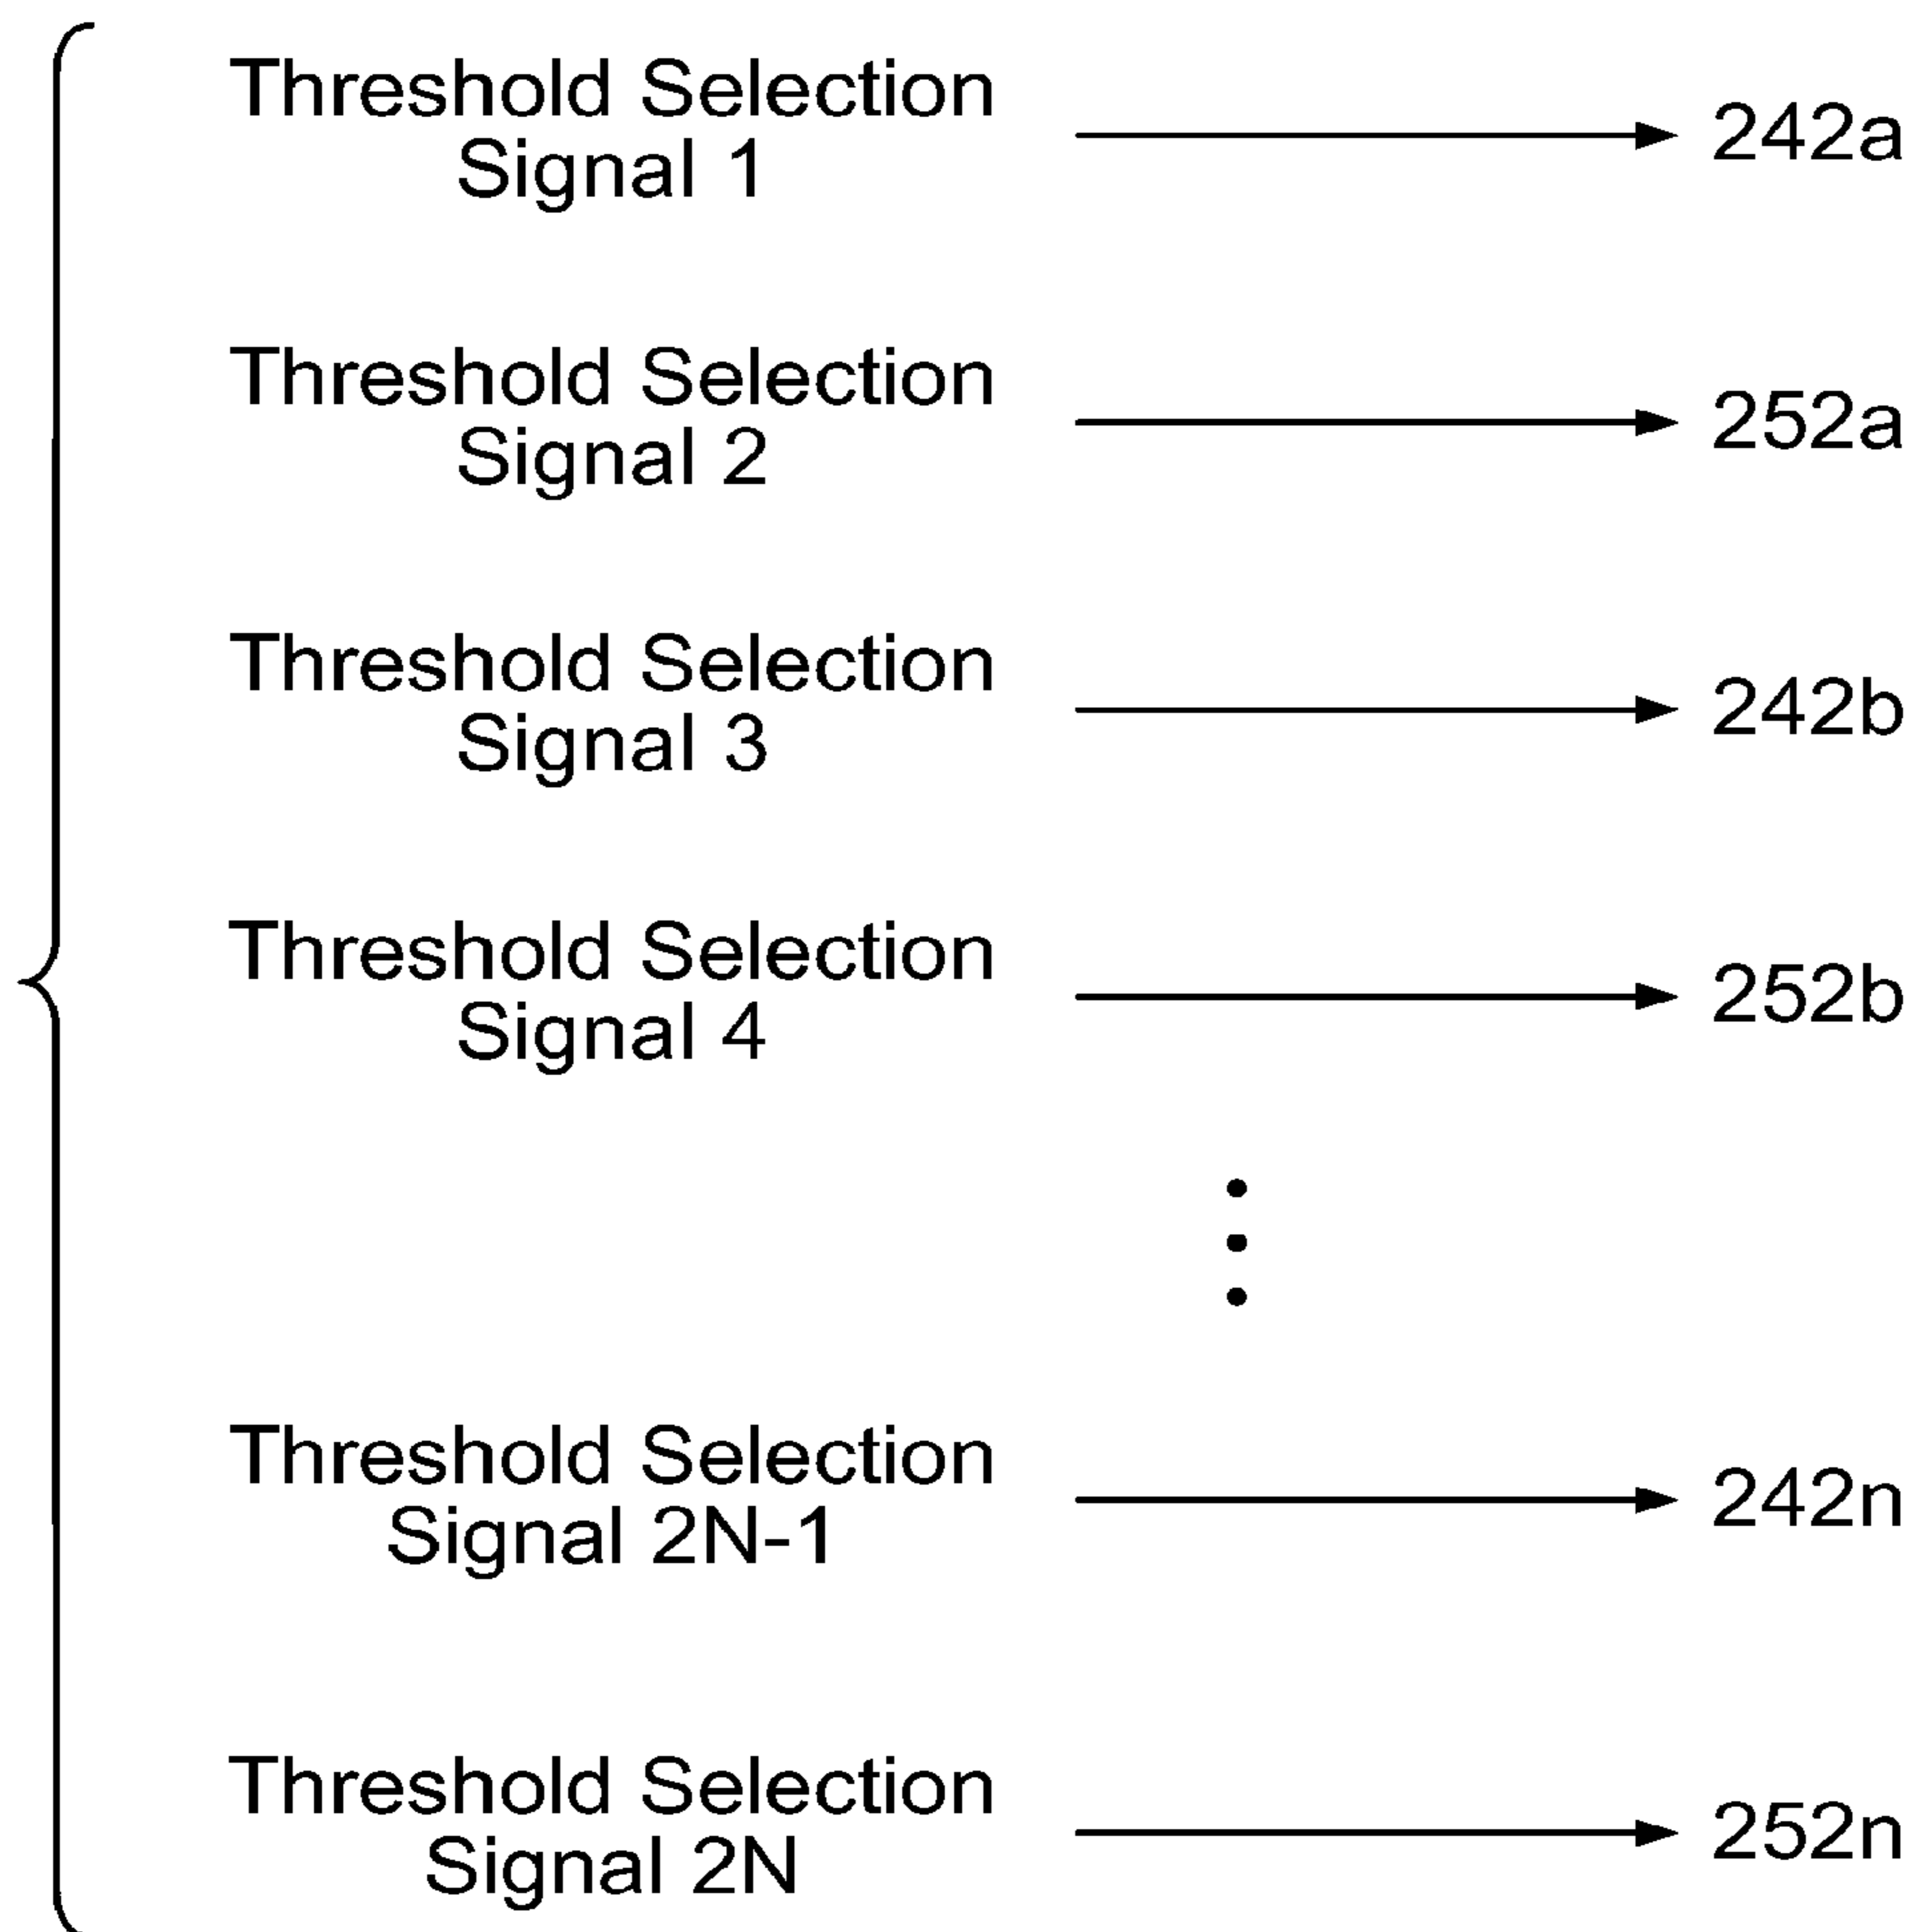 Threshold Selection
Signal 1
242a
Threshold Selection
Signal 2
252a
Threshold Selection
Signal 3
242b
Threshold Selection
Signal 4
252b
Threshold Selection
Signal 2N-1
242n
Threshold Selection
Signal 2N
252n